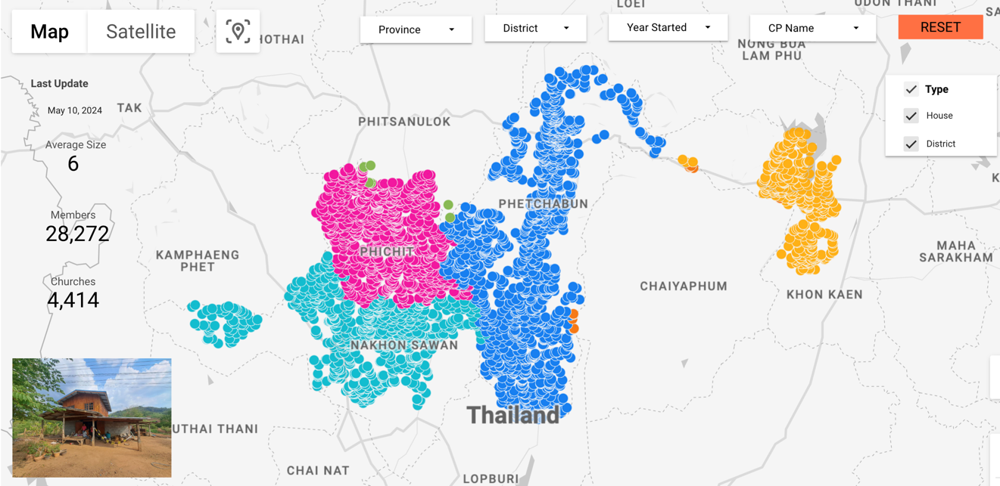 LOEI
UDON THANI
Map
Satellite
Province
District
Year Started
CP Name
RESET
HOTHAI
NONG BUA
LAM PHU
Last Update
May 10, 2024
TAK
PHITSANULOK
Type
House
District
Average Size
6
Members
28,272
PHETCHABUN
PHICHIT
KAMPHAENG
PHET
MAHA
SARAKHAM
Churches
4,414
CHAIYAPHUM
KHON KAEN
NAKHON SAWAN
Thailand
UTHAI THANI
CHAI NAT
LOPBURI